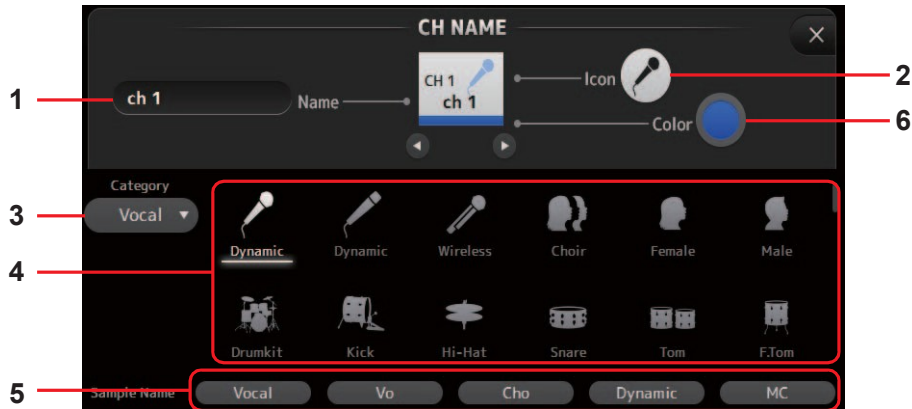 CH NAME
1
ch 1
Name
CH 1
ch 1
Icon
2
Color
6
3
Category
Vocal
4
Dynamic
Dynamic
Wireless
Choir
Female
Male
Drumkit
Kick
Hi-Hat
Snare
Tom
F.Tom
5
Sample Name
Vocal
Vo
Cho
Dynamic
MC